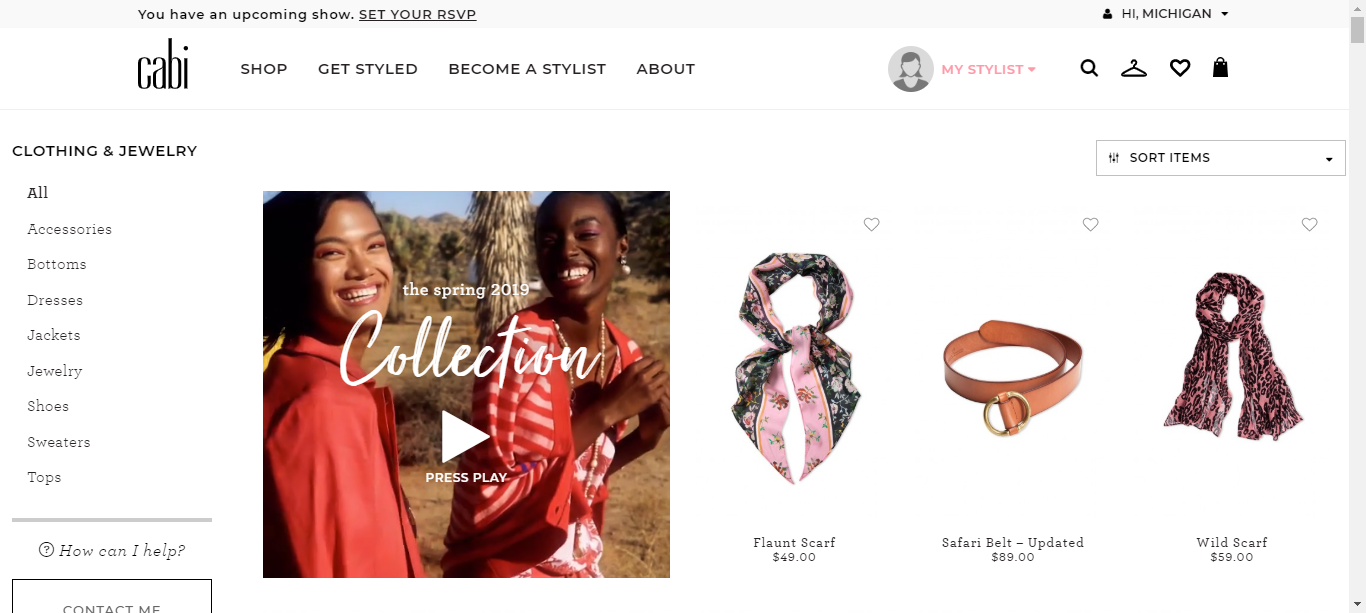 You have an upcoming show. SET YOUR RSVP
HI, MICHIGAN
cabi
SHOP
GET STYLED
BECOME A STYLIST
ABOUT
MY STYLIST
CLOTHING & JEWELRY
SORT ITEMS
All
Accessories
Bottoms
Dresses
Jackets
Jewelry
Shoes
Sweaters
Tops
How can I help?
CONTACT ME
the spring 2019
Collection
PRESS PLAY
Flaunt Scarf
$49.00
Safari Belt – Updated
$89.00
Wild Scarf
$59.00